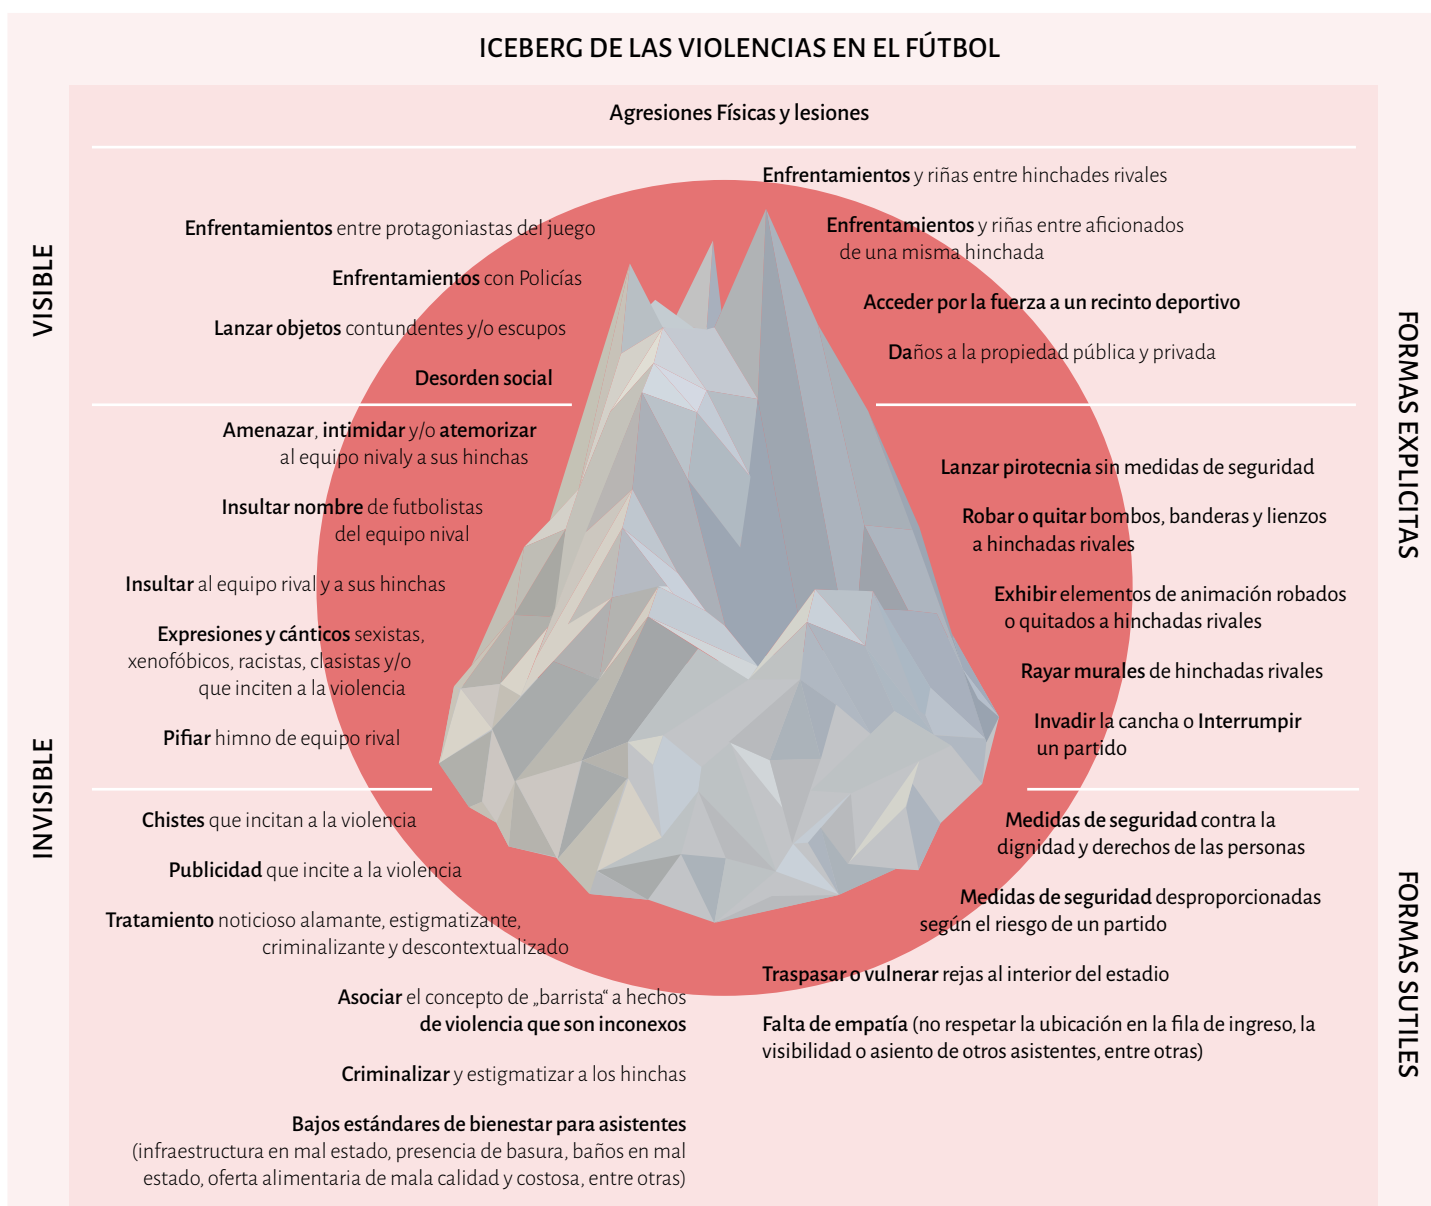 ICEBERG DE LAS VIOLENCIAS EN EL FÚTBOL
Agresiones Físicas y lesiones
VISIBLE
Enfrentamientos entre protagoniastas del juego
Enfrentamientos con Policías
Lanzar objetos contundentes y/o escupos
Desorden social
Enfrentamientos y riñas entre hinchades rivales
Enfrentamientos y riñas entre aficionados
de una misma hinchada
Acceder por la fuerza a un recinto deportivo
Daños a la propiedad pública y privada
FORMAS EXPLICITAS
Amenazar, intimidar y/o atemorizar
al equipo nivaly a sus hinchas
Insultar nombre de futbolistas
del equipo nival
Insultar al equipo rival y a sus hinchas
Expresiones y cánticos sexistas,
xenofóbicos, racistas, clasistas y/o
que inciten a la violencia
Pifiar himno de equipo rival
Lanzar pirotecnia sin medidas de seguridad
Robar o quitar bombos, banderas y lienzos
a hinchadas rivales
Exhibir elementos de animación robados
o quitados a hinchadas rivales
Rayar murales de hinchadas rivales
Invadir la cancha o Interrumpir
un partido
INVISIBLE
Chistes que incitan a la violencia
Publicidad que incite a la violencia
Tratamiento noticioso alamante, estigmatizante,
criminalizante y descontextualizado
Asociar el concepto de „barrista“ a hechos
de violencia que son inconexos
Criminalizar y estigmatizar a los hinchas
Bajos estándares de bienestar para asistentes
(infraestructura en mal estado, presencia de basura, baños en mal
estado, oferta alimentaria de mala calidad y costosa, entre otras)
Medidas de seguridad contra la
dignidad y derechos de las personas
Medidas de seguridad desproporcionadas
según el riesgo de un partido
Traspasar o vulnerar rejas al interior del estadio
Falta de empatía (no respetar la ubicación en la fila de ingreso, la
visibilidad o asiento de otros asistentes, entre otras)
FORMAS SUTILES